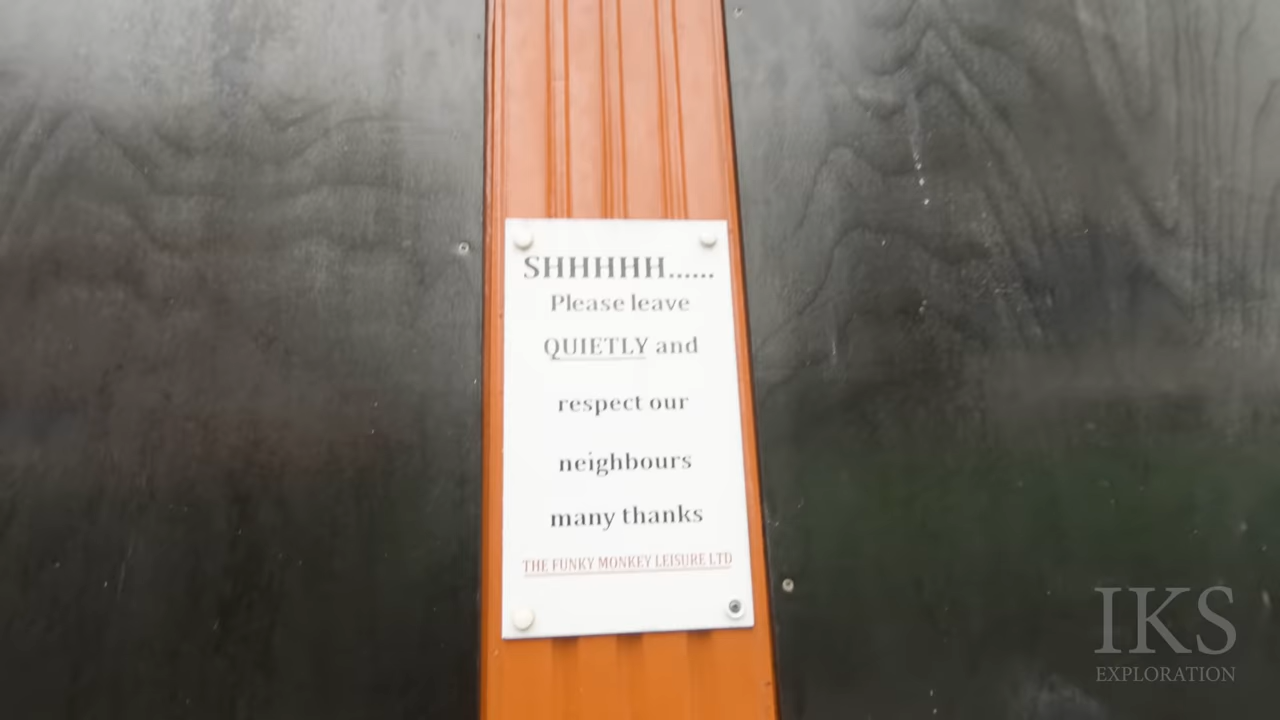 SHHHHH......
Please leave
QUIETLY and
respect our
neighbours
many thanks
THE FUNKY MONKEY LEISURE LTD
IKS
EXPLORATION